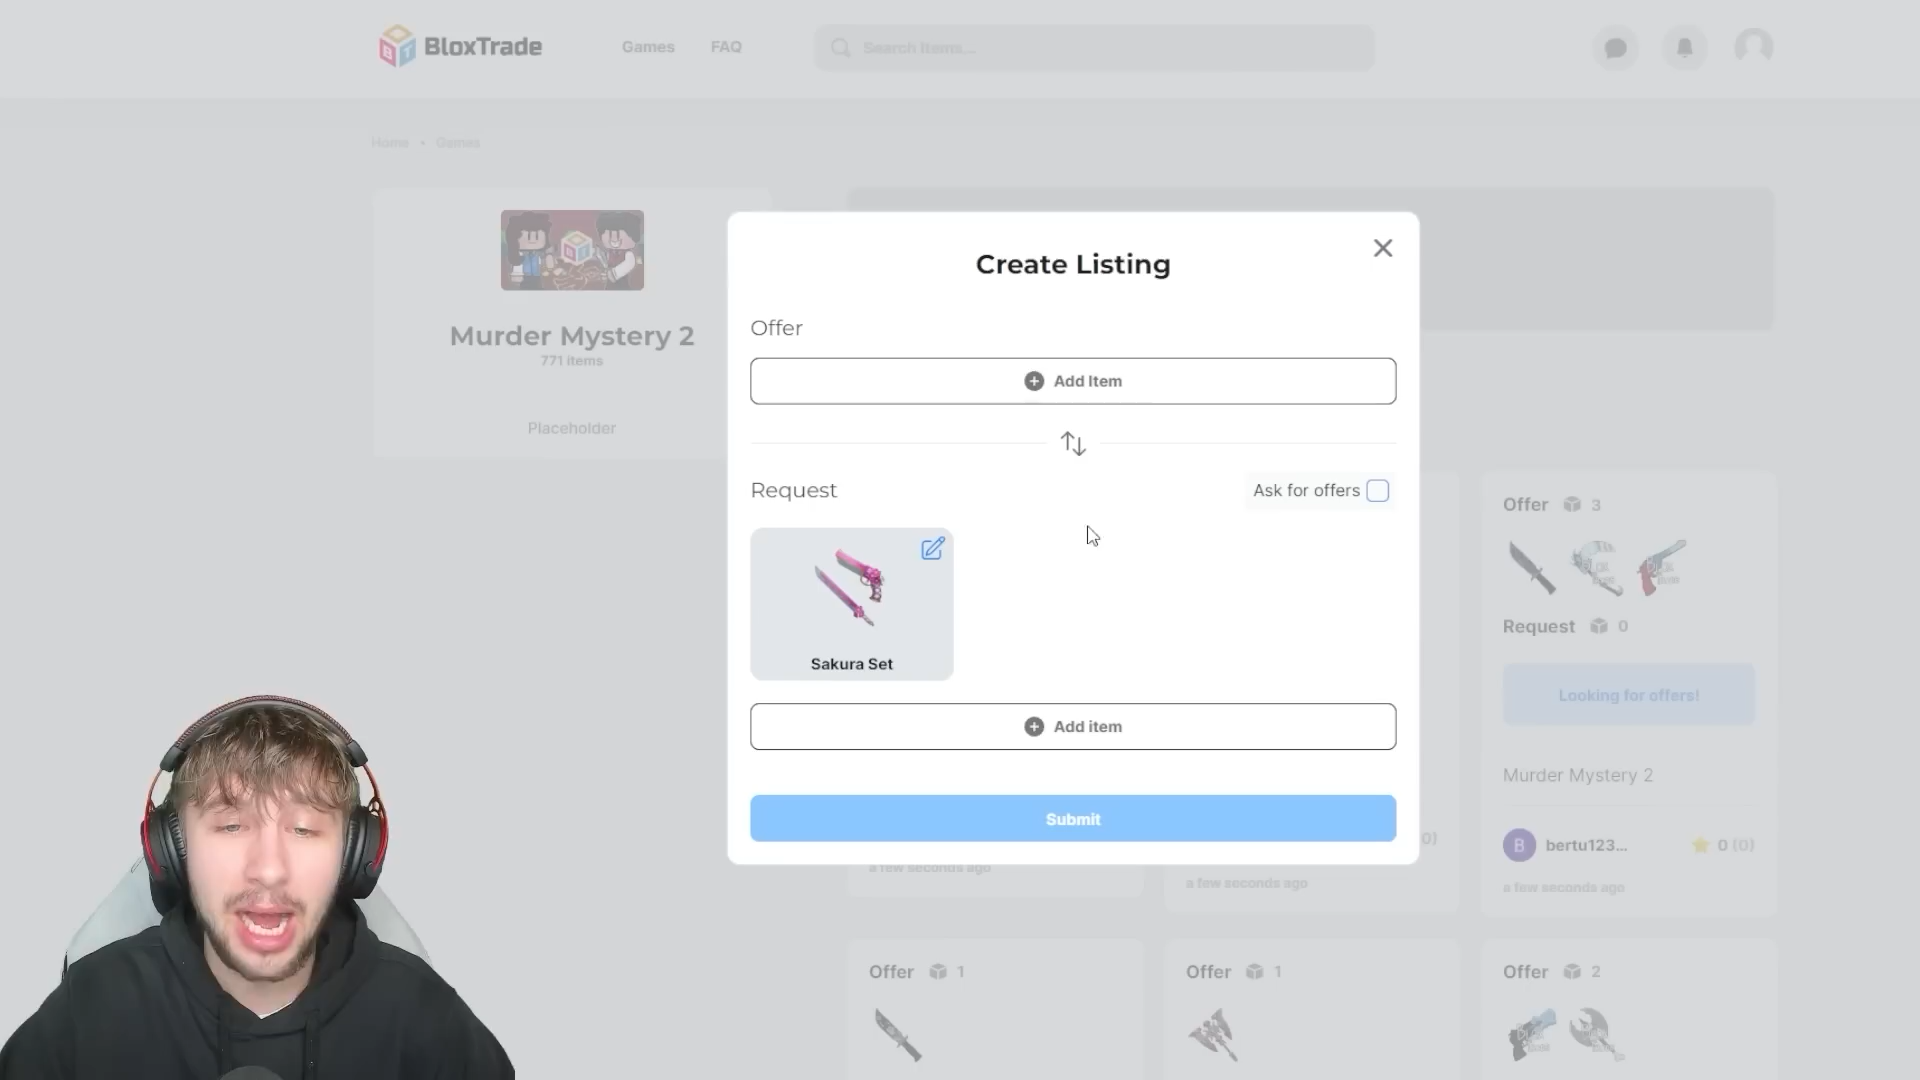 BloxTrade
Games
FAQ
Search Items...
Home • Games
Murder Mystery 2
771 items
Placeholder
Create Listing
Offer
Add Item
Request
Ask for offers
Sakura Set
Add item
Submit
Offer 3
Request 0
Looking for offers!
Murder Mystery 2
B bertu123... 0 (0)
a few seconds ago
a few seconds ago
a few seconds ago
Offer 1
Offer 1
Offer 2